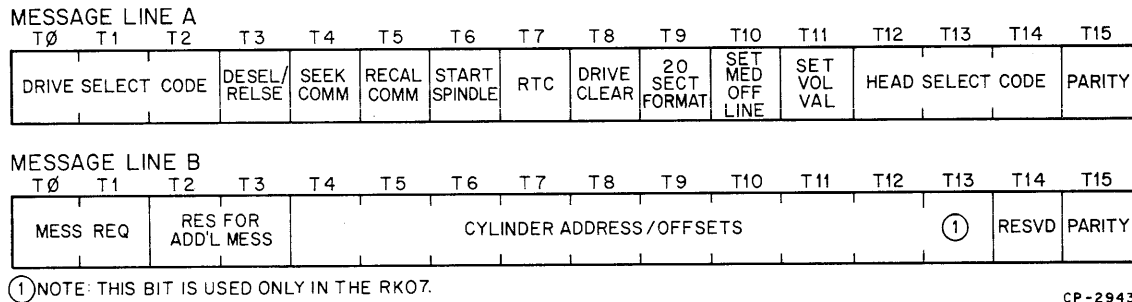 MESSAGE LINE A
TØ T1 T2 T3 T4 T5 T6 T7 T8 T9 T10 T11 T12 T13 T14 T15
DRIVE SELECT CODE
DESEL/
RELSE
SEEK
COMM
RECAL
COMM
START
SPINDLE
RTC
DRIVE
CLEAR
20
SECT
FORMAT
SET
MED
OFF
LINE
SET
VOL
VAL
HEAD SELECT CODE
PARITY
MESSAGE LINE B
TØ T1 T2 T3 T4 T5 T6 T7 T8 T9 T10 T11 T12 T13 T14 T15
MESS REQ
RES FOR
ADD'L MESS
CYLINDER ADDRESS/OFFSETS
1
RESVD
PARITY
1 NOTE: THIS BIT IS USED ONLY IN THE RK07.
CP-2943